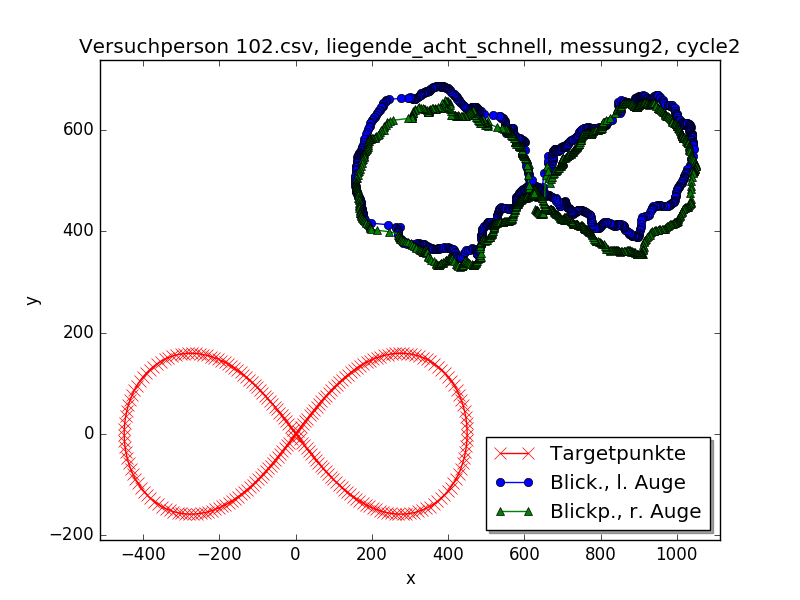 Versuchperson 102.csv, liegende_acht_schnell, messung2, cycle2
y
600
400
200
0
−200
Targetpunkte
Blick., l. Auge
Blickp., r. Auge
−400
−200
0
200
400
600
800
1000
x